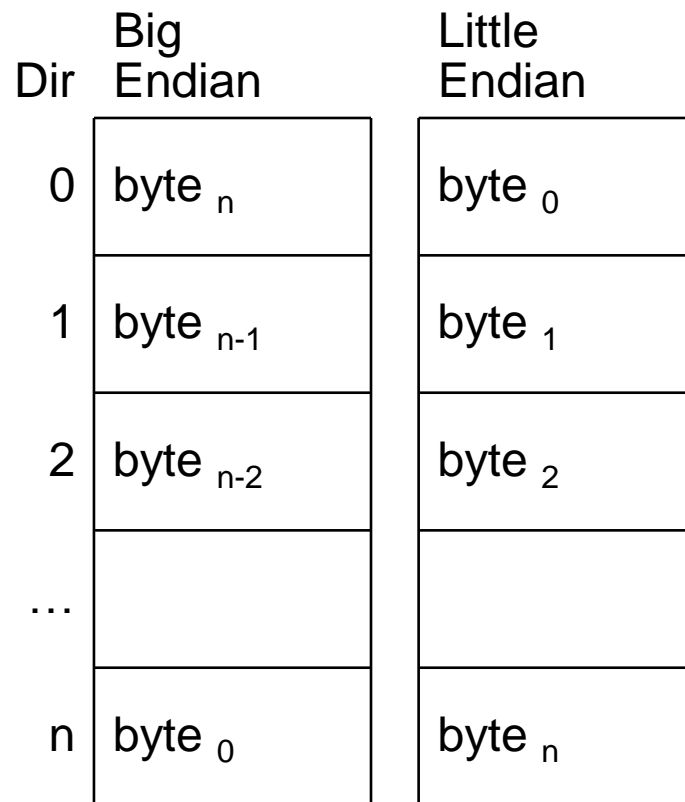 Big Little
Dir Endian Endian
0 byte n byte 0
1 byte n-1 byte 1
2 byte n-2 byte 2
…
n byte 0 byte n